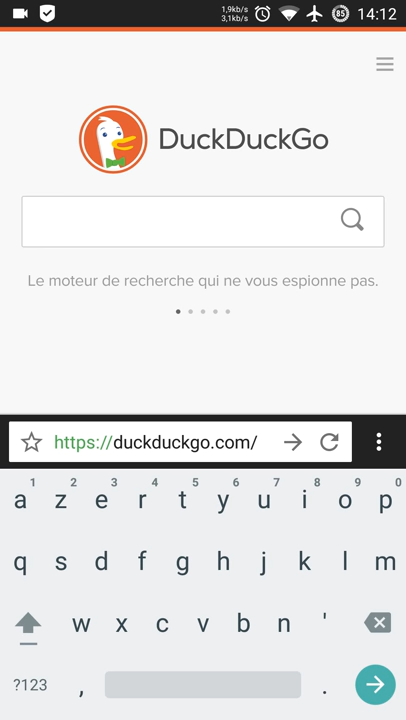 1,9kb/s
3,1kb/s
85
14:12
DuckDuckGo
Le moteur de recherche qui ne vous espionne pas.
https://duckduckgo.com/
1 2 3 4 5 6 7 8 9 0
a z e r t y u i o p
q s d f g h j k l m
w x c v b n '
?123 , .